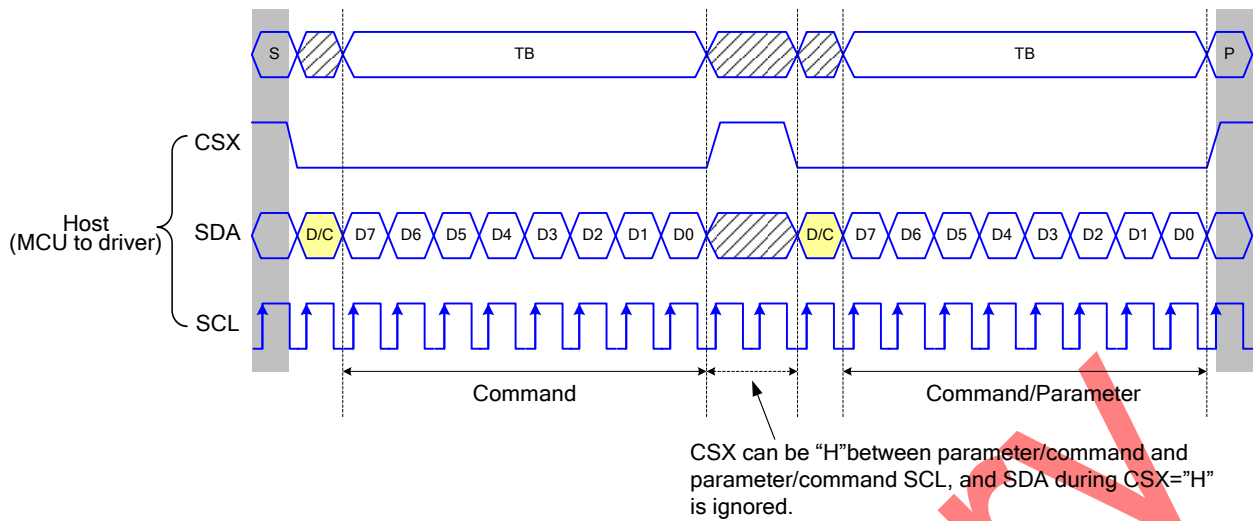 S TB TB P
CSX
Host
(MCU to driver)
SDA D/C D7 D6 D5 D4 D3 D2 D1 D0 D/C D7 D6 D5 D4 D3 D2 D1 D0
SCL
Command Command/Parameter
CSX can be “H”between parameter/command and
parameter/command SCL, and SDA during CSX=”H”
is ignored.